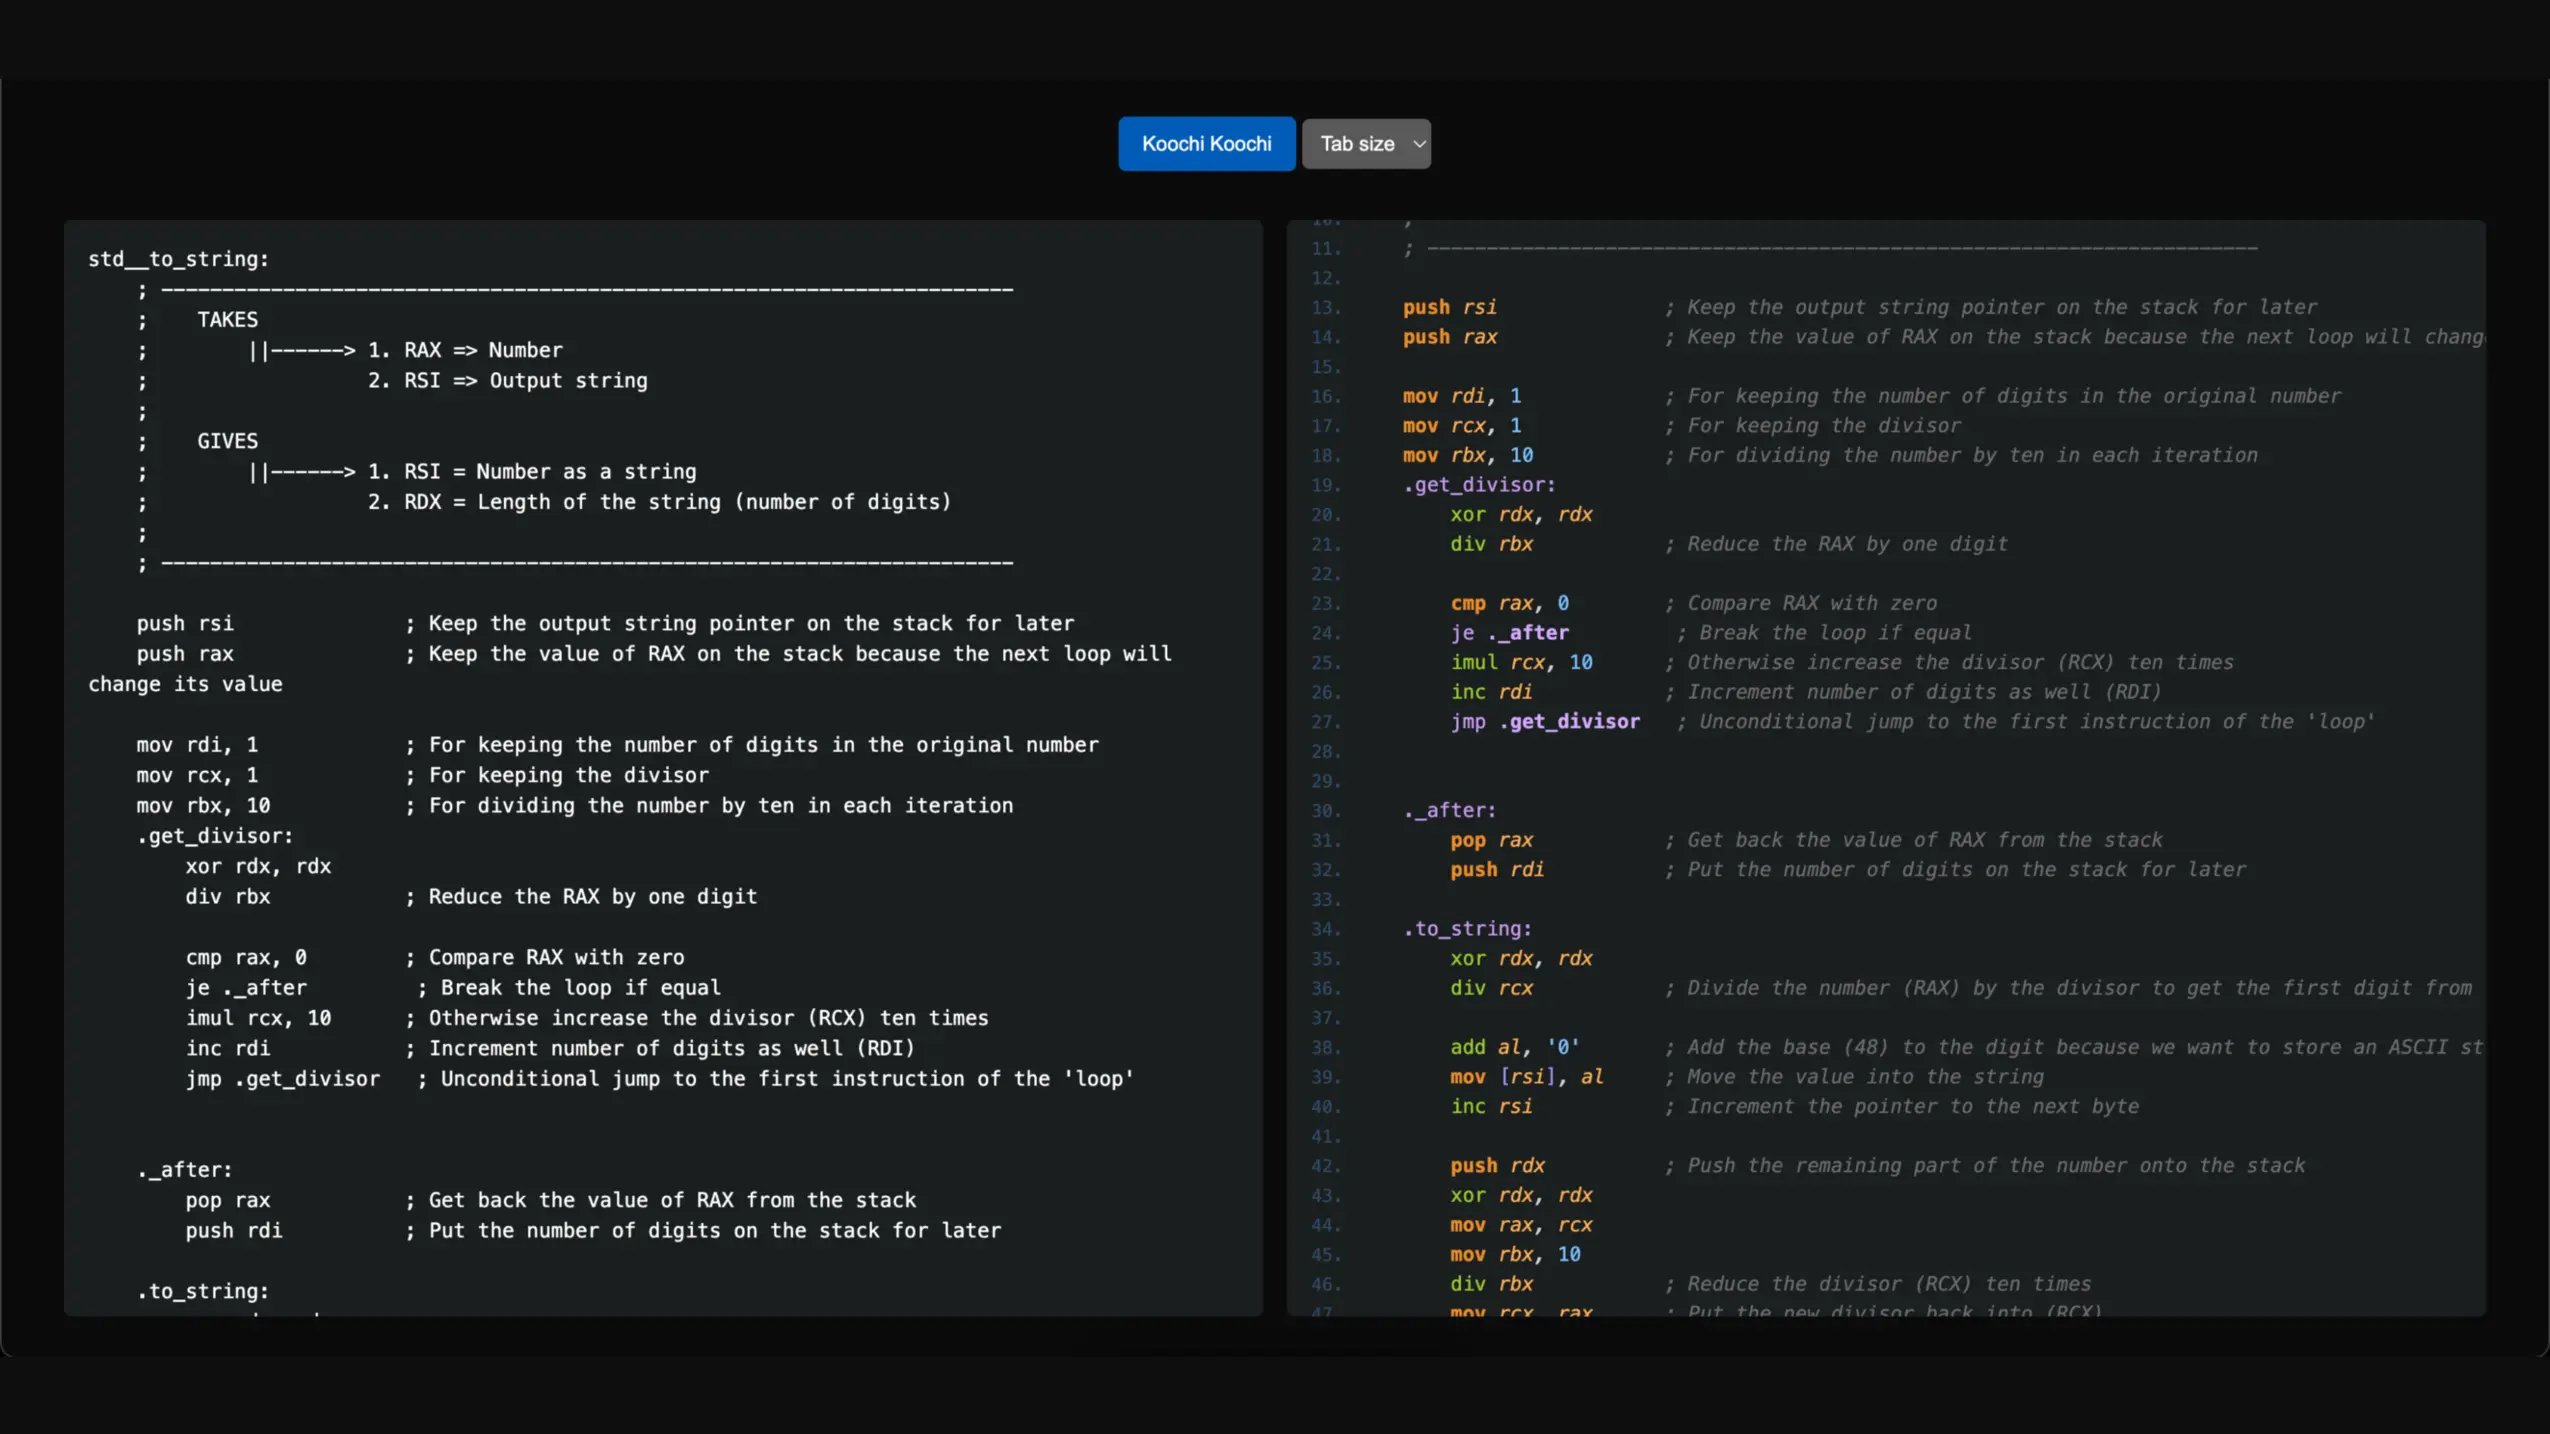 Koochi Koochi
Tab size
std__to_string:
    ; ----------------------------------------------------------------------
    ;    TAKES
    ;        ||------> 1. RAX => Number
    ;                  2. RSI => Output string
    ;
    ;    GIVES
    ;        ||------> 1. RSI = Number as a string
    ;                  2. RDX = Length of the string (number of digits)
    ;
    ; ----------------------------------------------------------------------
    push rsi              ; Keep the output string pointer on the stack for later
    push rax              ; Keep the value of RAX on the stack because the next loop will
change its value
    mov rdi, 1            ; For keeping the number of digits in the original number
    mov rcx, 1            ; For keeping the divisor
    mov rbx, 10           ; For dividing the number by ten in each iteration
    .get_divisor:
        xor rdx, rdx
        div rbx           ; Reduce the RAX by one digit
        cmp rax, 0        ; Compare RAX with zero
        je ._after         ; Break the loop if equal
        imul rcx, 10      ; Otherwise increase the divisor (RCX) ten times
        inc rdi           ; Increment number of digits as well (RDI)
        jmp .get_divisor   ; Unconditional jump to the first instruction of the 'loop'
    ._after:
        pop rax           ; Get back the value of RAX from the stack
        push rdi          ; Put the number of digits on the stack for later
    .to_string:
10.    ;
11.    ; ----------------------------------------------------------------------
12.
13.    push rsi              ; Keep the output string pointer on the stack for later
14.    push rax              ; Keep the value of RAX on the stack because the next loop will chang
15.
16.    mov rdi, 1            ; For keeping the number of digits in the original number
17.    mov rcx, 1            ; For keeping the divisor
18.    mov rbx, 10           ; For dividing the number by ten in each iteration
19.    .get_divisor:
20.        xor rdx, rdx
21.        div rbx           ; Reduce the RAX by one digit
22.
23.        cmp rax, 0        ; Compare RAX with zero
24.        je ._after         ; Break the loop if equal
25.        imul rcx, 10      ; Otherwise increase the divisor (RCX) ten times
26.        inc rdi           ; Increment number of digits as well (RDI)
27.        jmp .get_divisor   ; Unconditional jump to the first instruction of the 'loop'
28.
29.
30.    ._after:
31.        pop rax           ; Get back the value of RAX from the stack
32.        push rdi          ; Put the number of digits on the stack for later
33.
34.    .to_string:
35.        xor rdx, rdx
36.        div rcx           ; Divide the number (RAX) by the divisor to get the first digit from
37.
38.        add al, '0'       ; Add the base (48) to the digit because we want to store an ASCII st
39.        mov [rsi], al     ; Move the value into the string
40.        inc rsi           ; Increment the pointer to the next byte
41.
42.        push rdx          ; Push the remaining part of the number onto the stack
43.        xor rdx, rdx
44.        mov rax, rcx
45.        mov rbx, 10
46.        div rbx           ; Reduce the divisor (RCX) ten times
47.        mov rcx, rax      ; Put the new divisor back into (RCX)